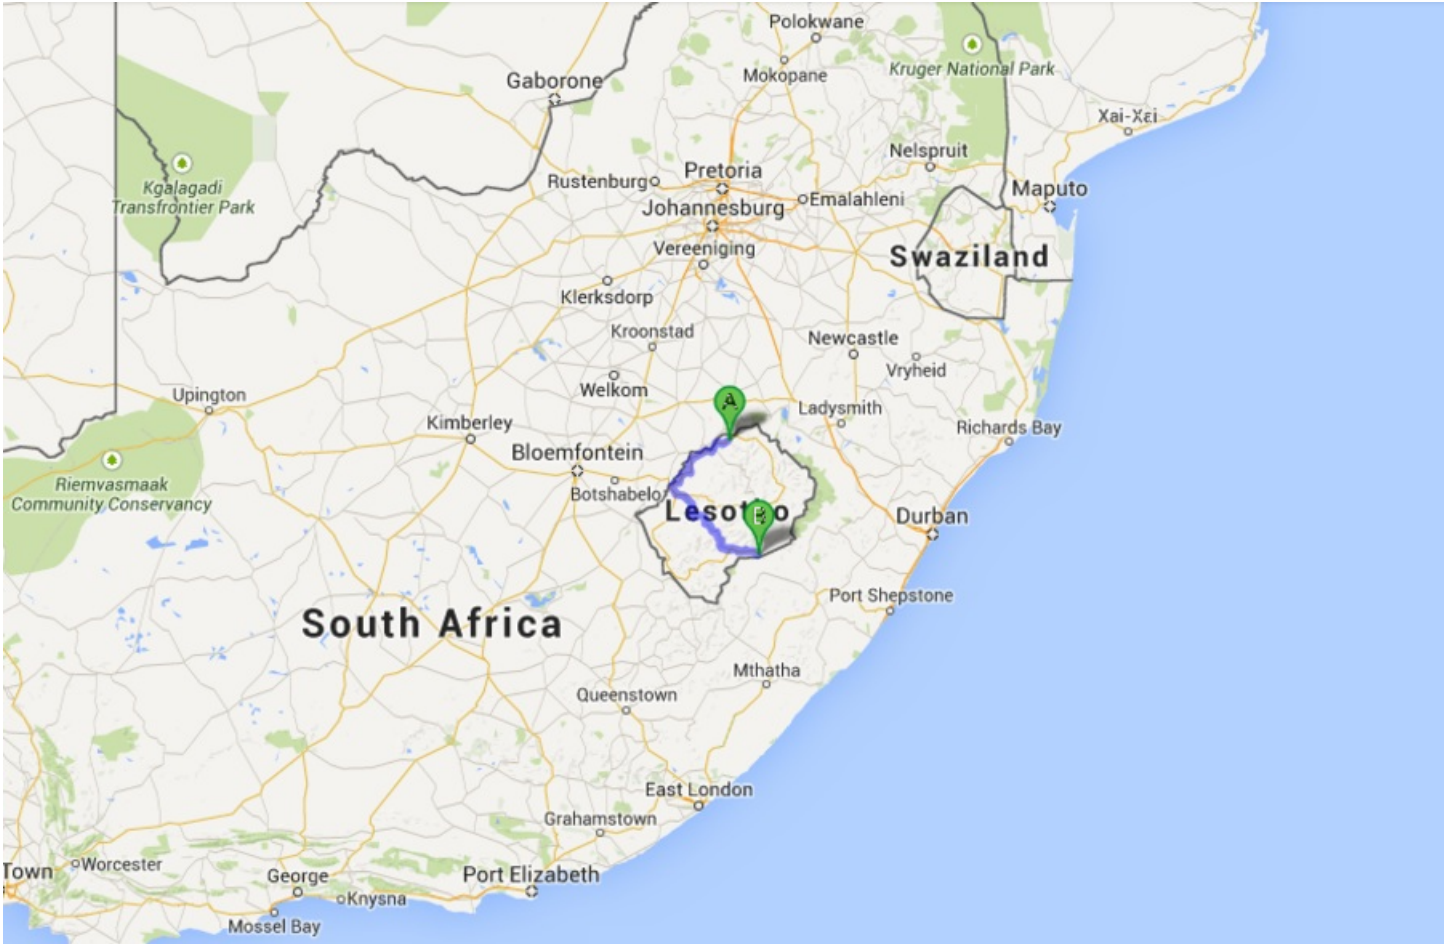 Polokwane
Mokopane
Kruger National Park
Gaborone
Xai-Xai
Nelspruit
Kgalagadi
Transfrontier Park
Pretoria
Rustenburg
Emalahleni
Maputo
Johannesburg
Vereeniging
Swaziland
Klerksdorp
Kroonstad
Newcastle
Vryheid
Welkom
Upington
A
Ladysmith
Kimberley
Richards Bay
Bloemfontein
Riemvasmaak
Community Conservancy
Botshabelo
Lesotho
B
Durban
Port Shepstone
South Africa
Mthatha
Queenstown
East London
Grahamstown
Town
Worcester
George
Port Elizabeth
Knysna
Mossel Bay